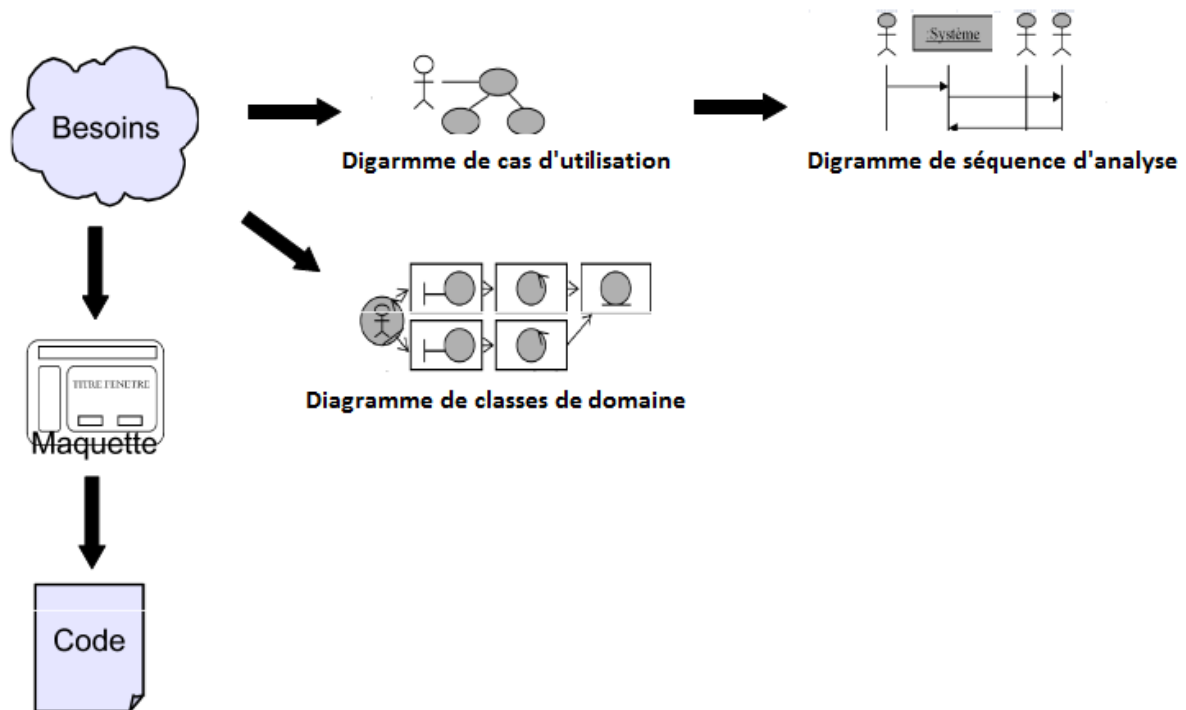 :Système
Besoins
Digarmme de cas d'utilisation
Digramme de séquence d'analyse
Diagramme de classes de domaine
TITRE FENETRE
Maquette
Code